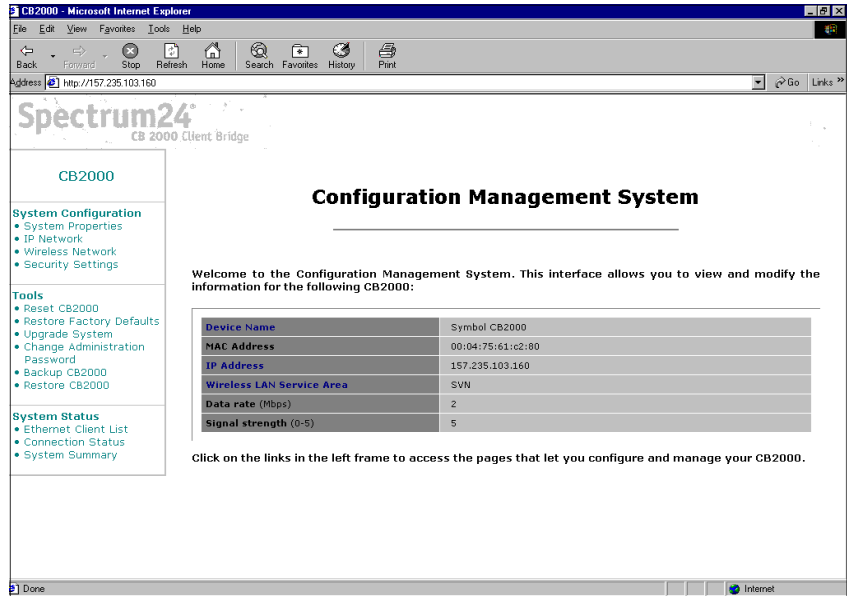 CB2000 - Microsoft Internet Explorer
File Edit View Favorites Tools Help
Back Forward Stop Refresh Home Search Favorites History Print
Address http://157.235.103.160 Go Links »
Spectrum24®
CB 2000 Client Bridge
CB2000
System Configuration
• System Properties
• IP Network
• Wireless Network
• Security Settings
Tools
• Reset CB2000
• Restore Factory Defaults
• Upgrade System
• Change Administration
Password
• Backup CB2000
• Restore CB2000
System Status
• Ethernet Client List
• Connection Status
• System Summary
Configuration Management System
Welcome to the Configuration Management System. This interface allows you to view and modify the
information for the following CB2000:
Device Name Symbol CB2000
MAC Address 00:04:75:61:c2:80
IP Address 157.235.103.160
Wireless LAN Service Area SVN
Data rate (Mbps) 2
Signal strength (0-5) 5
Click on the links in the left frame to access the pages that let you configure and manage your CB2000.
Done Internet